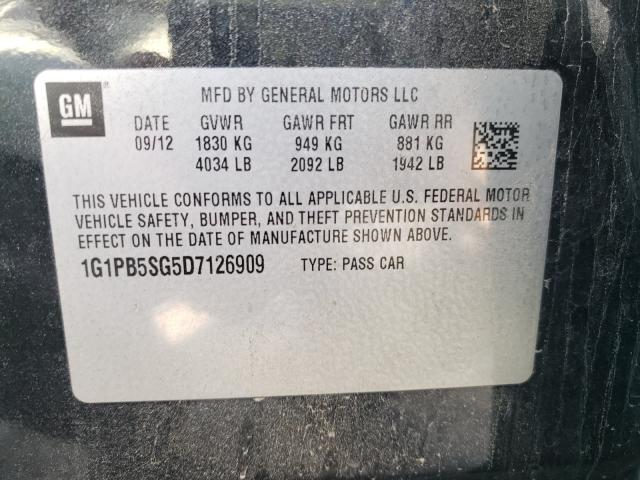 GM
MFD BY GENERAL MOTORS LLC
DATE GVWR GAWR FRT GAWR RR
09/12 1830 KG 949 KG 881 KG
4034 LB 2092 LB 1942 LB
THIS VEHICLE CONFORMS TO ALL APPLICABLE U.S. FEDERAL MOTOR
VEHICLE SAFETY, BUMPER, AND THEFT PREVENTION STANDARDS IN
EFFECT ON THE DATE OF MANUFACTURE SHOWN ABOVE.
1G1PB5SG5D7126909 TYPE: PASS CAR